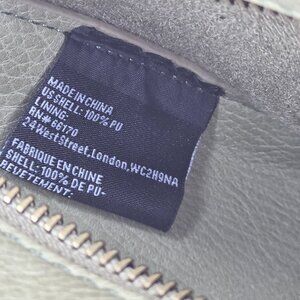 MADE IN CHINA
US SHELL: 100% PU
LINING:
RN# 66170
24 West Street, London, WC2H9NA
FABRIQUE EN CHINE
SHELL: 100% DE PU-
REVETEMENT: